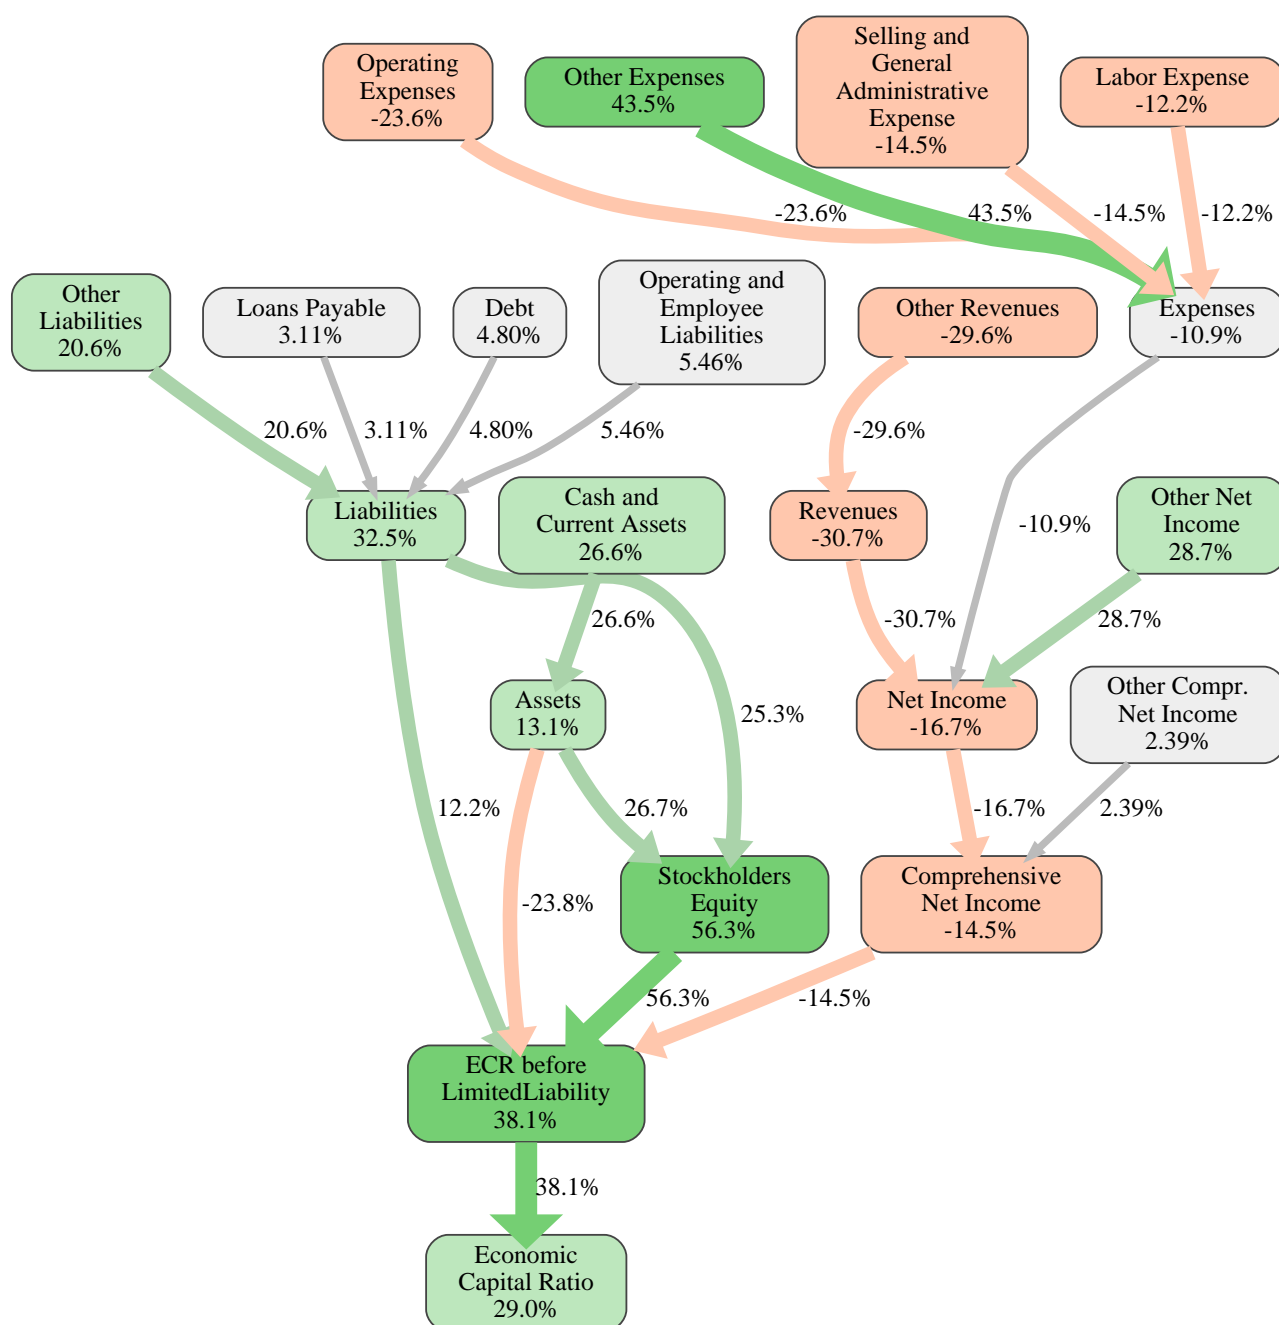 Operating
Expenses
-23.6%
Other Expenses
43.5%
Selling and
General
Administrative
Expense
-14.5%
Labor Expense
-12.2%
-23.6%
43.5%
-14.5%
-12.2%
Other
Liabilities
20.6%
Loans Payable
3.11%
Debt
4.80%
Operating and
Employee
Liabilities
5.46%
Other Revenues
-29.6%
Expenses
-10.9%
20.6%
3.11%
4.80%
5.46%
-29.6%
Liabilities
32.5%
Cash and
Current Assets
26.6%
Revenues
-30.7%
-10.9%
Other Net
Income
28.7%
26.6%
-30.7%
28.7%
Assets
13.1%
25.3%
Net Income
-16.7%
Other Compr.
Net Income
2.39%
12.2%
26.7%
-16.7%
2.39%
-23.8%
Stockholders
Equity
56.3%
Comprehensive
Net Income
-14.5%
56.3%
-14.5%
ECR before
LimitedLiability
38.1%
38.1%
Economic
Capital Ratio
29.0%